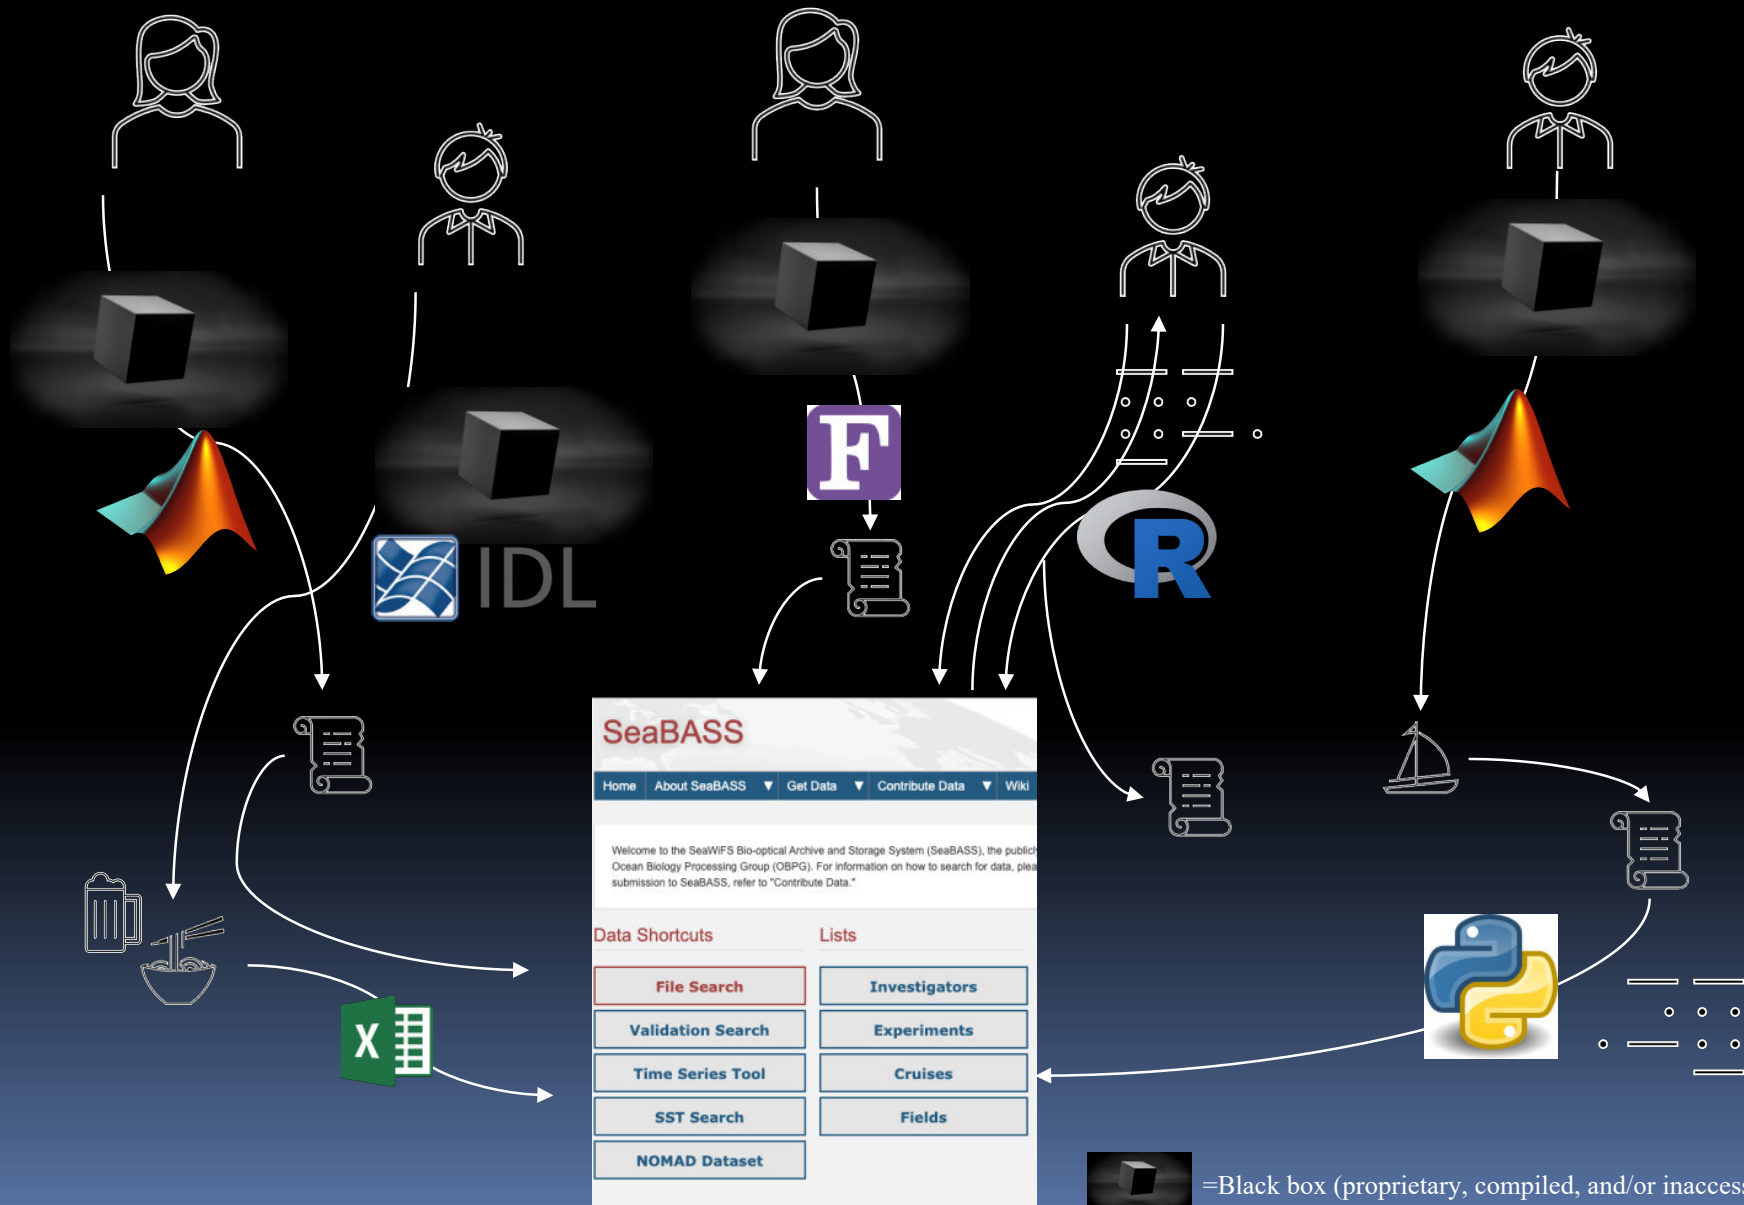 F
IDL
R
SeaBASS
Home About SeaBASS ▼ Get Data ▼ Contribute Data ▼ Wiki
Welcome to the SeaWiFS Bio-optical Archive and Storage System (SeaBASS), the publicly
Ocean Biology Processing Group (OBPG). For information on how to search for data, plea
submission to SeaBASS, refer to "Contribute Data."
Data Shortcuts Lists
File Search Investigators
Validation Search Experiments
X
Time Series Tool Cruises
SST Search Fields
NOMAD Dataset
=Black box (proprietary, compiled, and/or inaccess